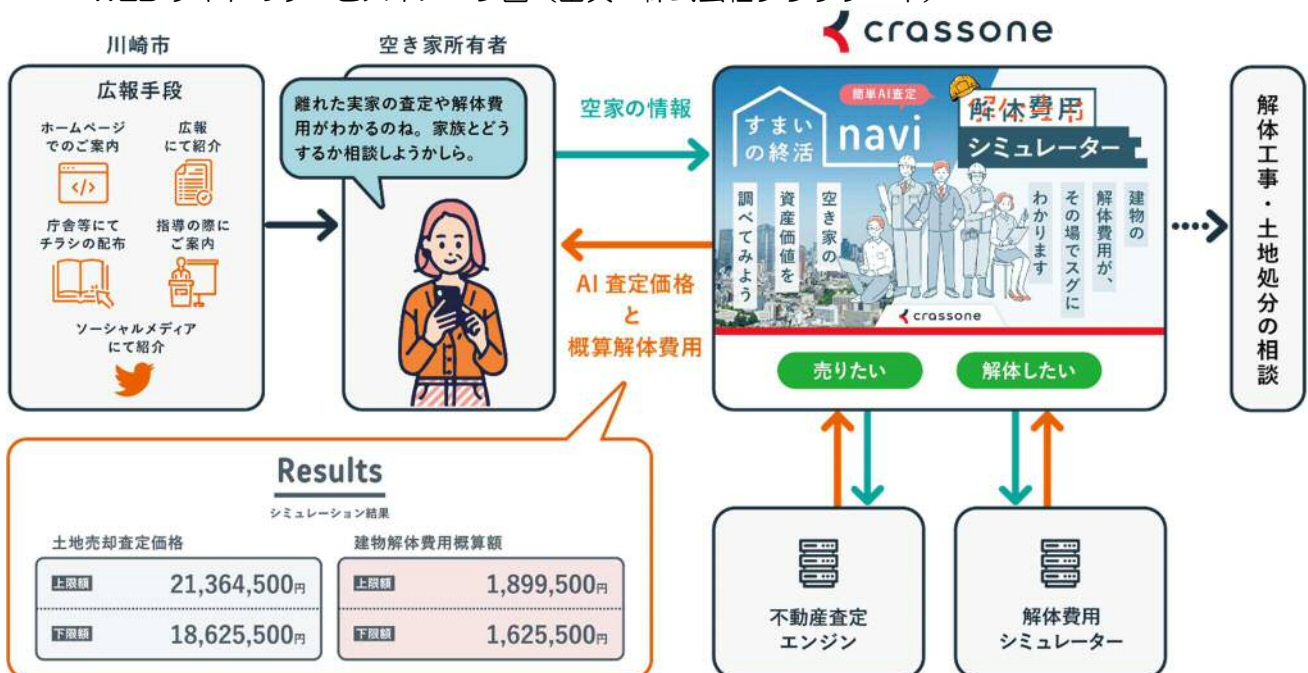 川崎市
広報手段
ホームページ
でのご案内
広報
にて紹介
</>
庁舎等にて
チラシの配布
指導の際に
ご案内
ソーシャルメディア
にて紹介
空き家所有者
離れた実家の査定や解体費
用がわかるのね。家族とどう
するか相談しようかしら。
空家の情報
AI 査定価格
と
概算解体費用
crassone
すまい
の終活
navi
簡単AI査定
解体費用
シミュレーター
空き家の
資産価値を
調べてみよう
建物の
解体費用が、
その場でスグに
わかります
crassone
売りたい
解体したい
解体工事・土地処分の相談
Results
シミュレーション結果
土地売却査定価格
上限額 21,364,500円
下限額 18,625,500円
建物解体費用概算額
上限額 1,899,500円
下限額 1,625,500円
不動産査定
エンジン
解体費用
シミュレーター